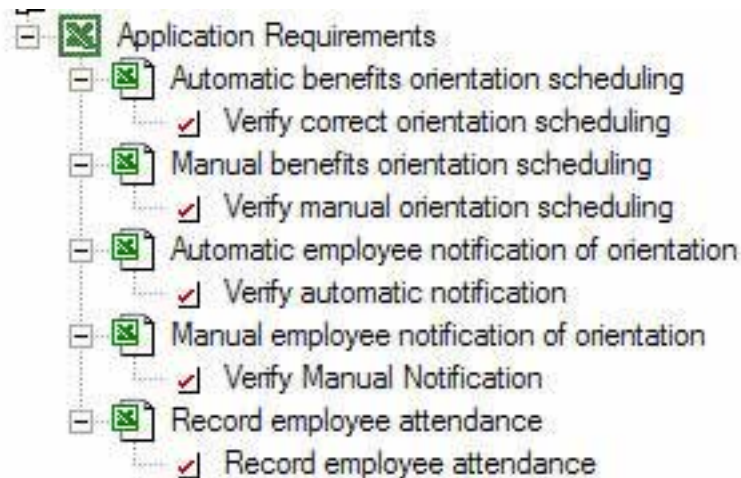 Application Requirements
Automatic benefits orientation scheduling
Verify correct orientation scheduling
Manual benefits orientation scheduling
Verify manual orientation scheduling
Automatic employee notification of orientation
Verify automatic notification
Manual employee notification of orientation
Verify Manual Notification
Record employee attendance
Record employee attendance